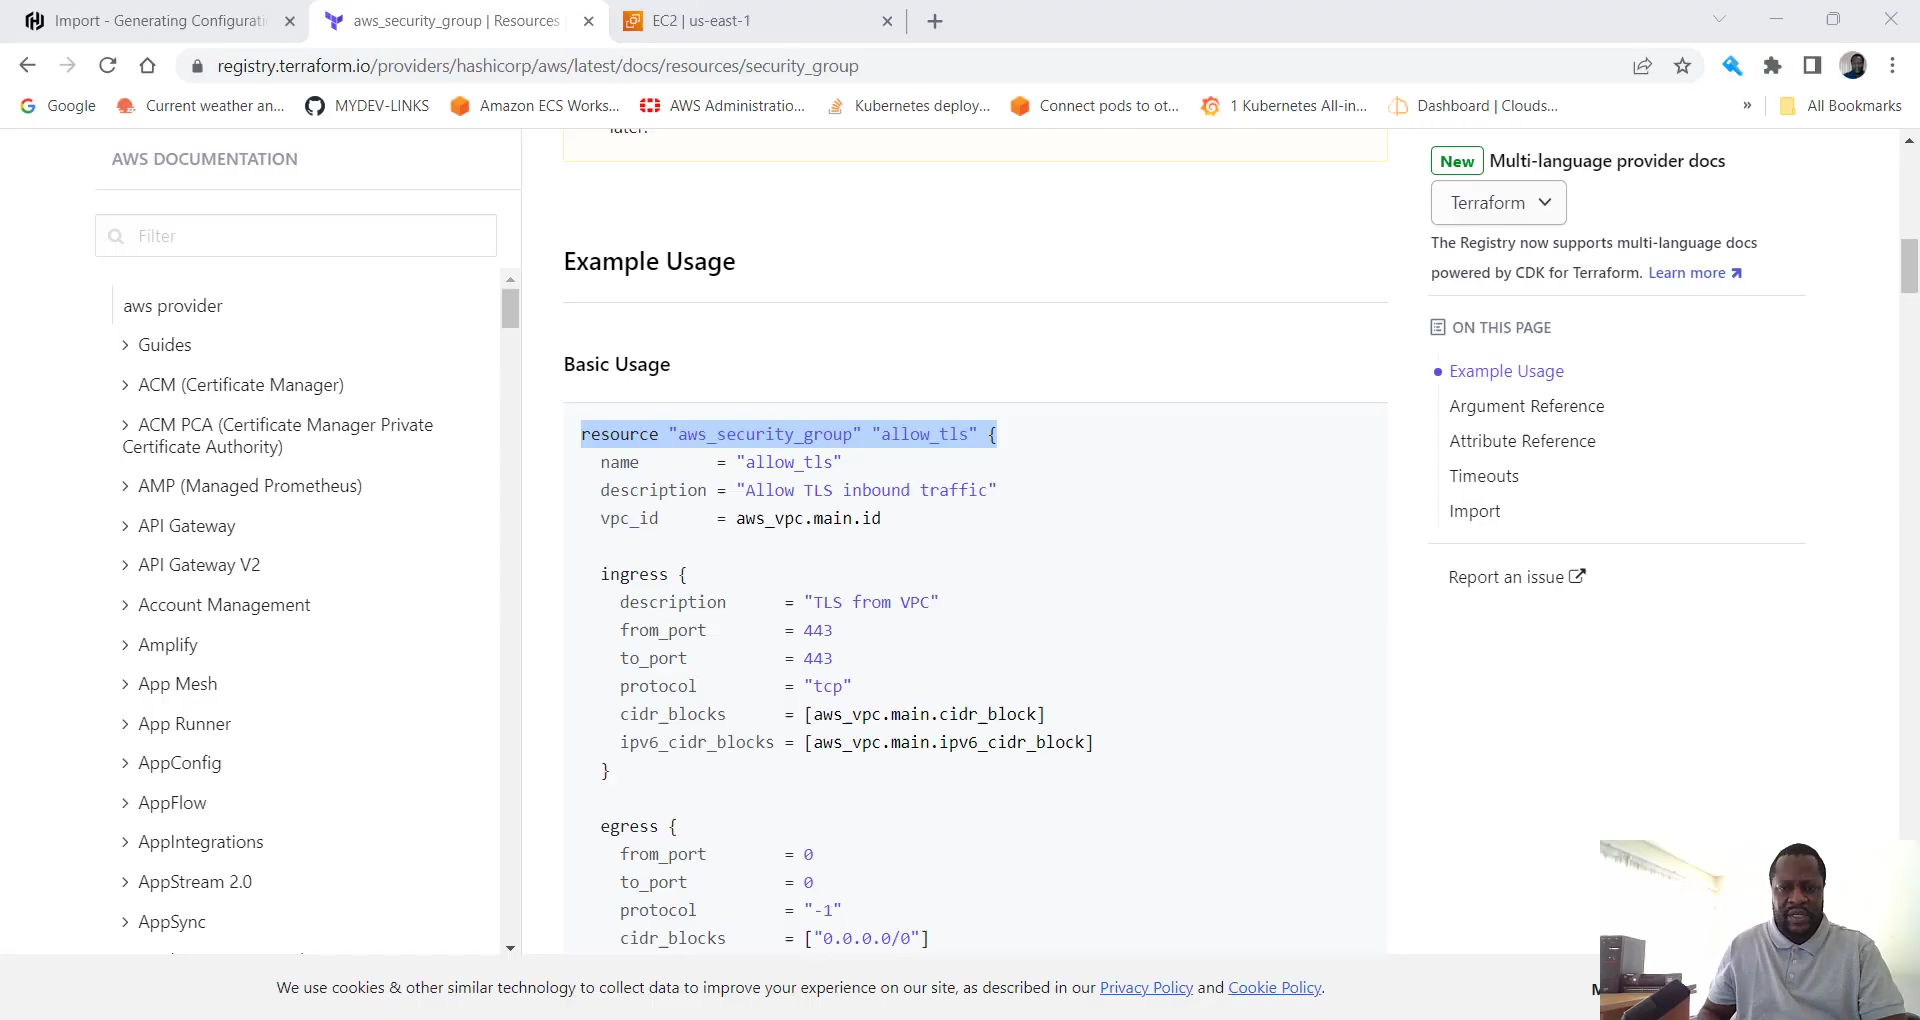 Import - Generating Configurati
aws_security_group | Resources
EC2 | us-east-1
registry.terraform.io/providers/hashicorp/aws/latest/docs/resources/security_group
Google
Current weather an...
MYDEV-LINKS
Amazon ECS Works...
AWS Administratio...
Kubernetes deploy...
Connect pods to ot...
1 Kubernetes All-in...
Dashboard | Clouds...
»
All Bookmarks
AWS DOCUMENTATION
Filter
aws provider
Guides
ACM (Certificate Manager)
ACM PCA (Certificate Manager Private
Certificate Authority)
AMP (Managed Prometheus)
API Gateway
API Gateway V2
Account Management
Amplify
App Mesh
App Runner
AppConfig
AppFlow
AppIntegrations
AppStream 2.0
AppSync
later.
Example Usage
Basic Usage
resource "aws_security_group" "allow_tls" {
name = "allow_tls"
description = "Allow TLS inbound traffic"
vpc_id = aws_vpc.main.id
ingress {
description = "TLS from VPC"
from_port = 443
to_port = 443
protocol = "tcp"
cidr_blocks = [aws_vpc.main.cidr_block]
ipv6_cidr_blocks = [aws_vpc.main.ipv6_cidr_block]
}
egress {
from_port = 0
to_port = 0
protocol = "-1"
cidr_blocks = ["0.0.0.0/0"]
New Multi-language provider docs
Terraform
The Registry now supports multi-language docs
powered by CDK for Terraform. Learn more
ON THIS PAGE
Example Usage
Argument Reference
Attribute Reference
Timeouts
Import
Report an issue
We use cookies & other similar technology to collect data to improve your experience on our site, as described in our Privacy Policy and Cookie Policy.